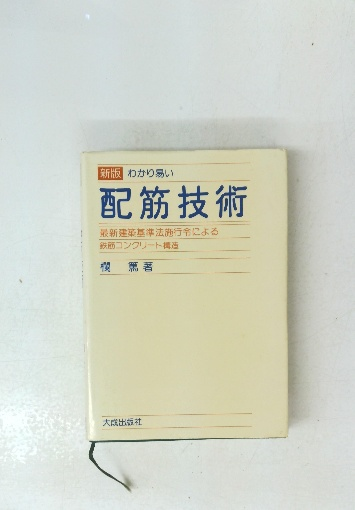 新版 わかり易い
配筋技術
最新建築基準法施行令による
鉄筋コンクリート構造
篤 著
大成出版社